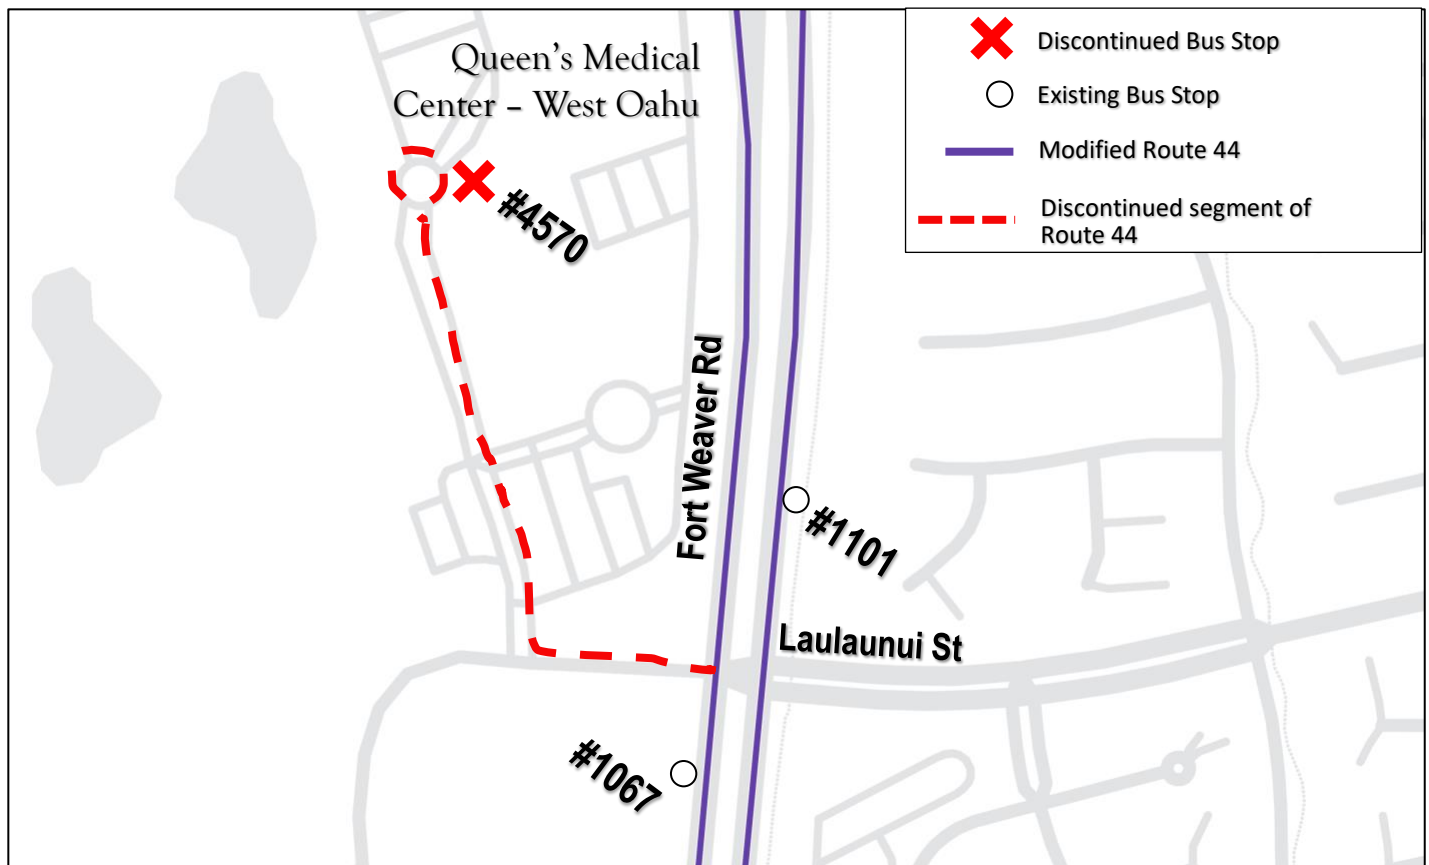 Queen's Medical
Center – West Oahu
Discontinued Bus Stop
Existing Bus Stop
Modified Route 44
Discontinued segment of
Route 44
#4570
Fort Weaver Rd
#1101
Laulaunui St
#1067